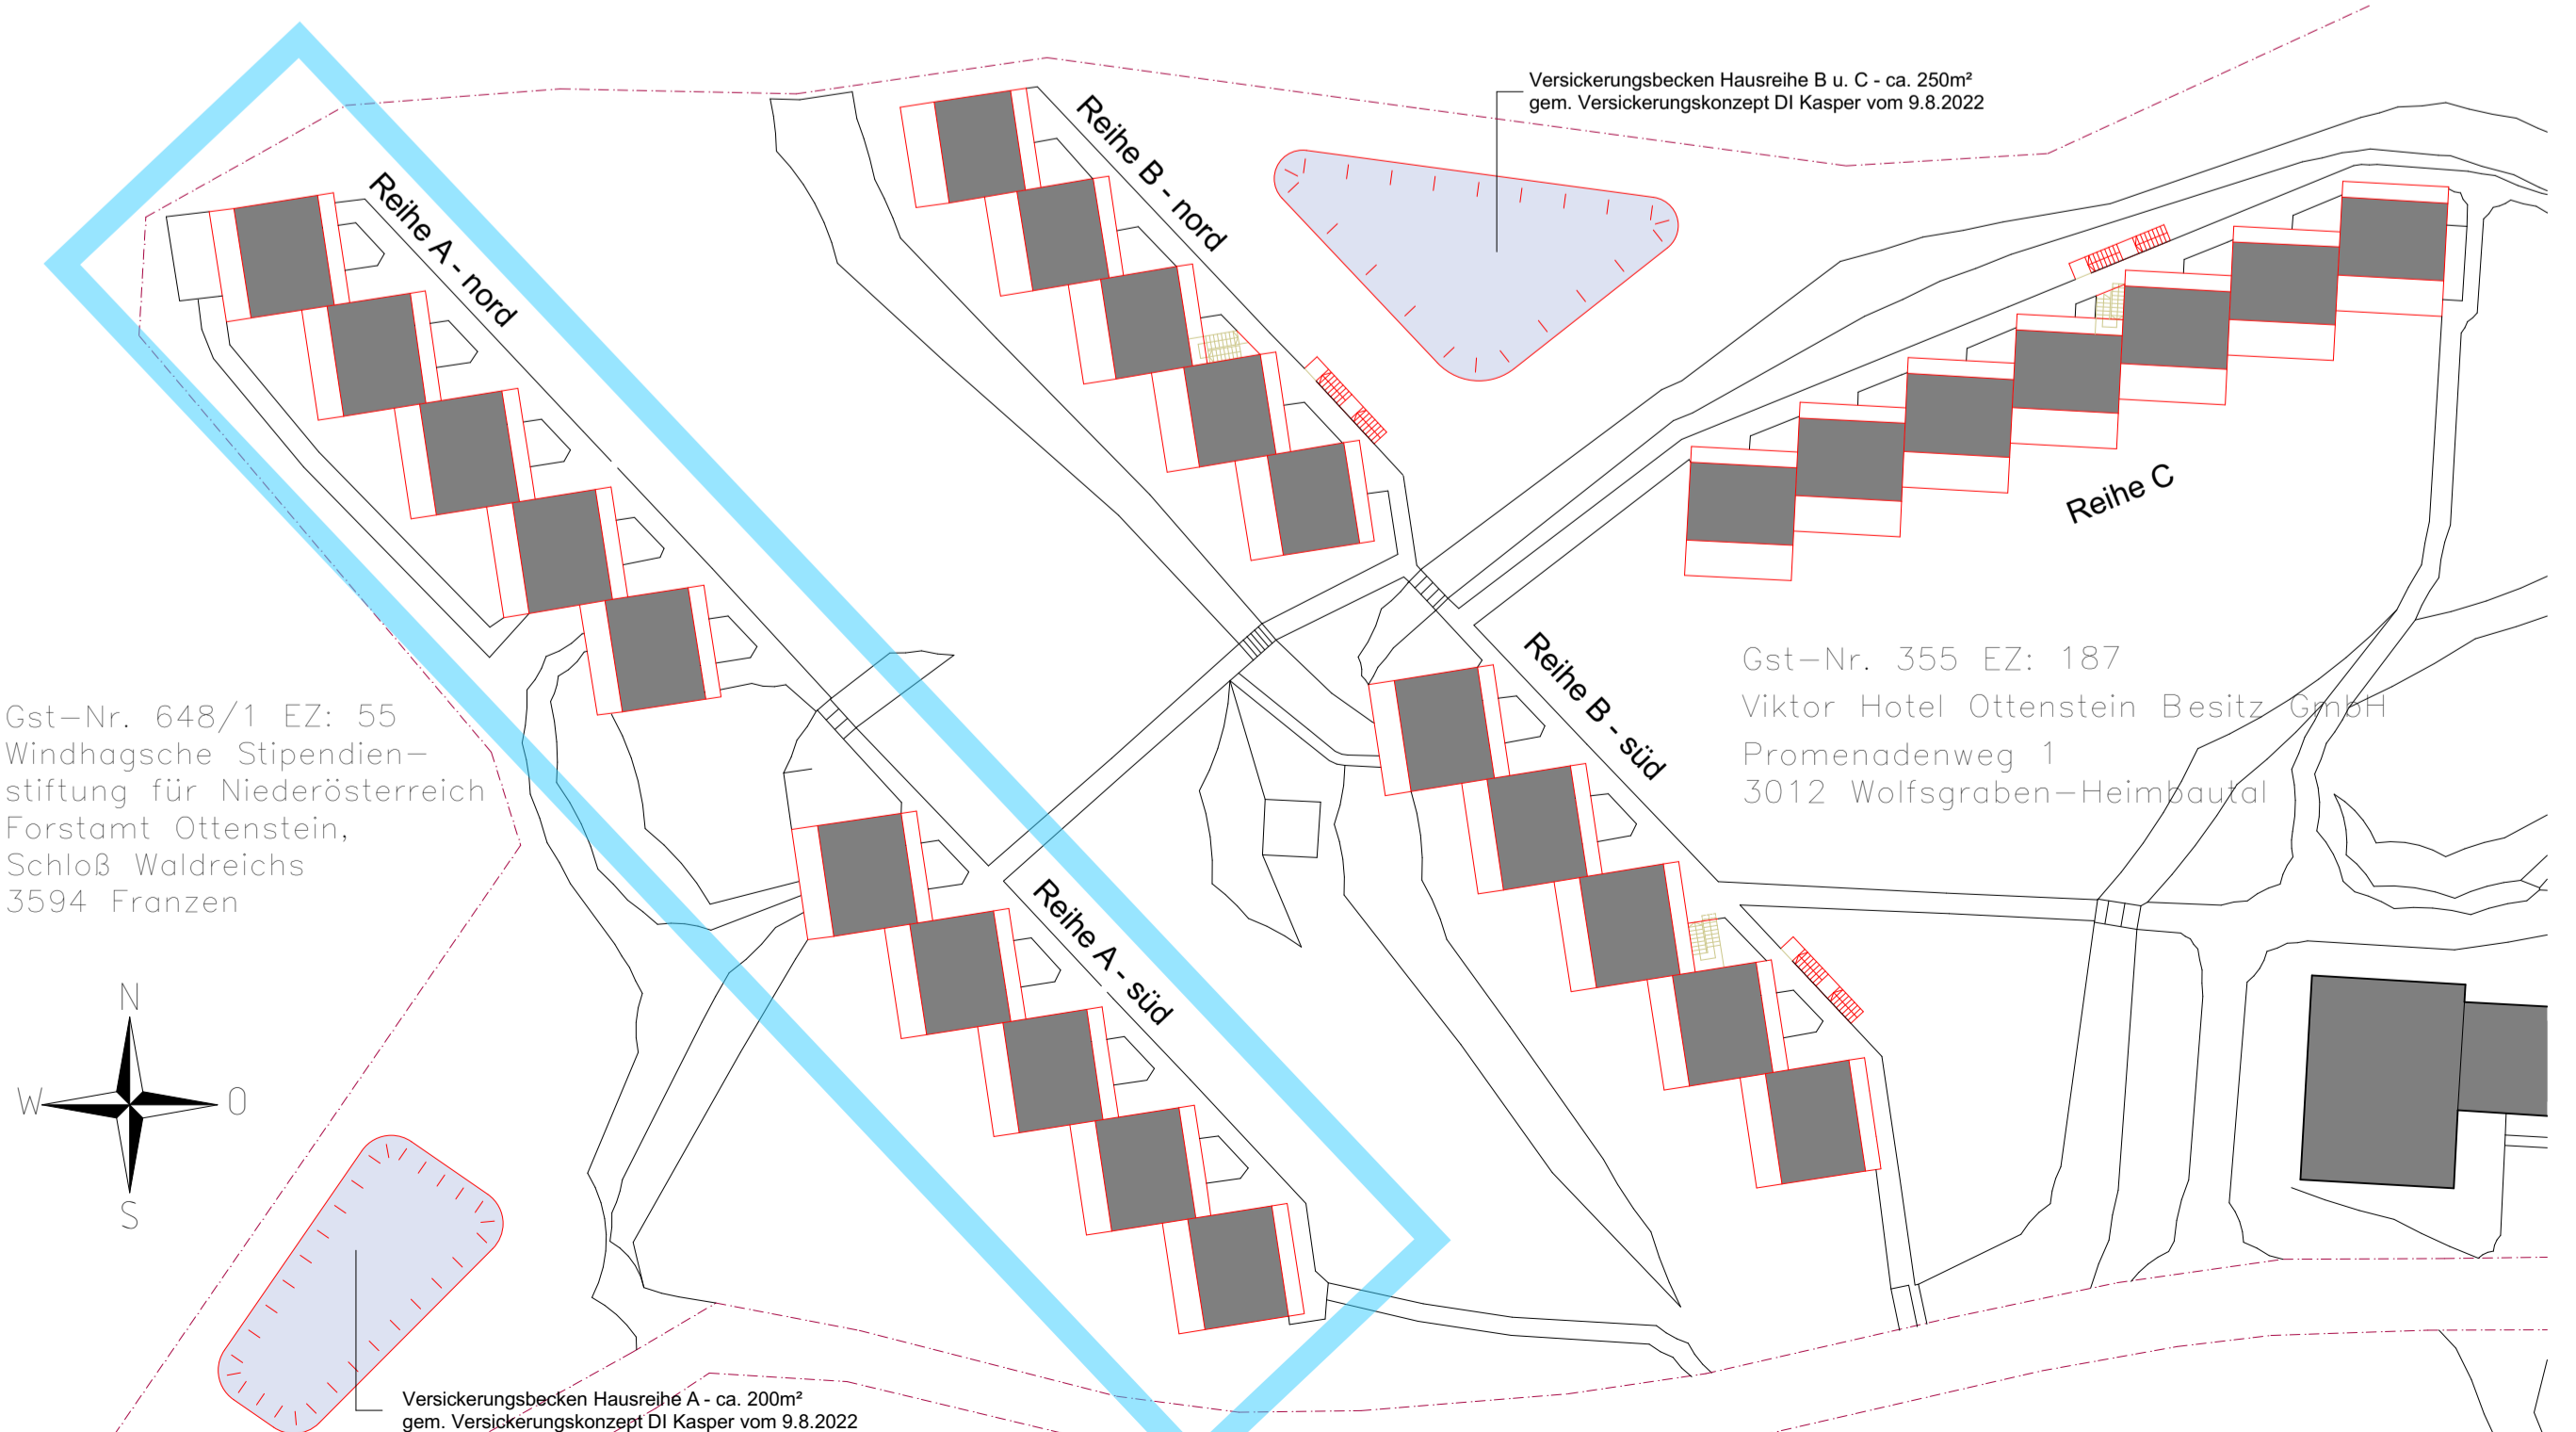 Versickerungsbecken Hausreihe B u. C - ca. 250m²
gem. Versickerungskonzept DI Kasper vom 9.8.2022
Reihe B - nord
Reihe A - nord
Reihe C
Reihe B - süd
Gst-Nr. 355 EZ: 187
Viktor Hotel Ottenstein Besitz GmbH
Promenadenweg 1
3012 Wolfsgraben-Heimbautal
Gst-Nr. 648/1 EZ: 55
Windhagsche Stipendien-
stiftung für Niederösterreich
Forstamt Ottenstein,
Schloß Waldreichs
3594 Franzen
Reihe A - süd
N
W
O
S
Versickerungsbecken Hausreihe A - ca. 200m²
gem. Versickerungskonzept DI Kasper vom 9.8.2022